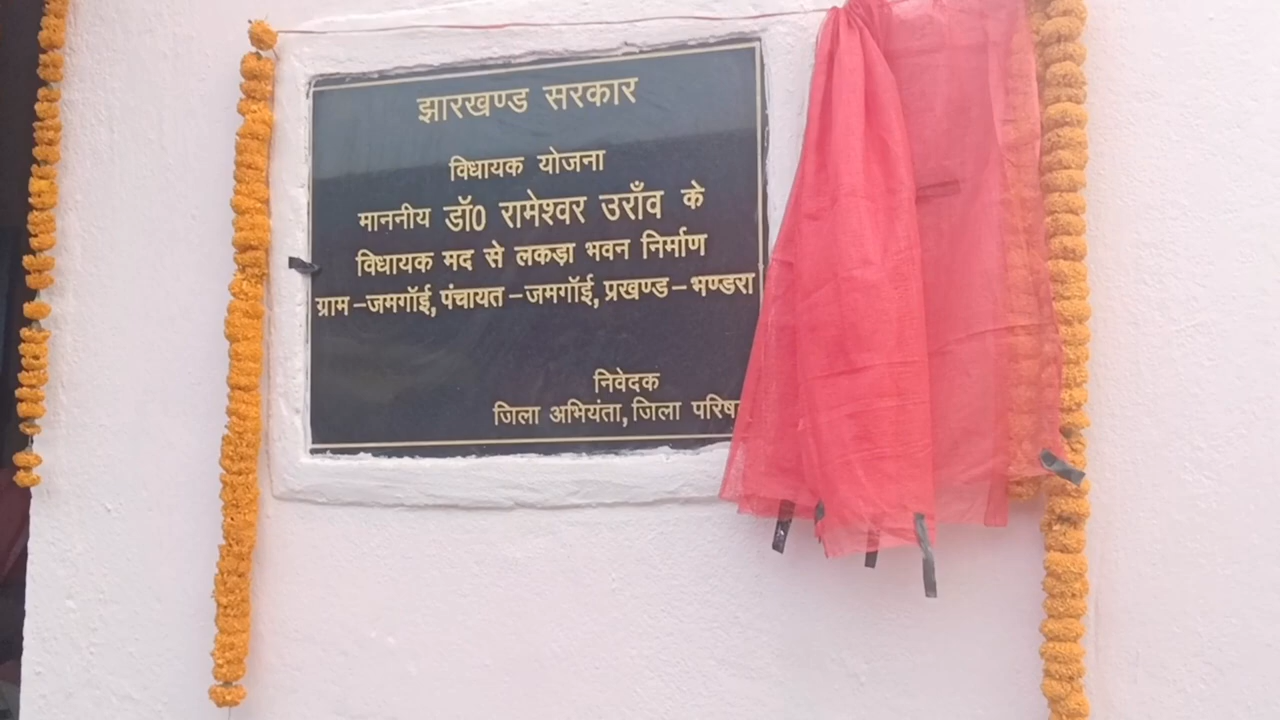 झारखण्ड सरकार
विधायक योजना
माननीय डॉ0 रामेश्वर उराँव के
विधायक मद से लकड़ा भवन निर्माण
ग्राम-जमगॉई, पंचायत-जमगॉई, प्रखण्ड-भण्डरा
निवेदक
जिला अभियंता, जिला